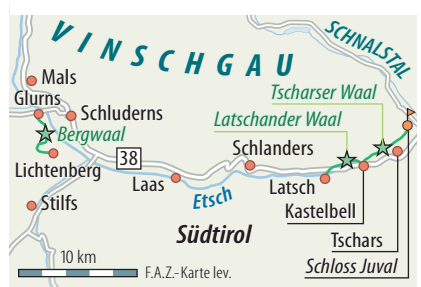 VINSCHGAU
SCHNALSTAL
Mals
Tscharser Waal
Glurns
Schluderns
Latschander Waal
Bergwaal
38
Schlanders
Lichtenberg
Laas
Latsch
Etsch
Kastelbell
Stilfs
Südtirol
Tschars
10 km
F.A.Z.-Karte lev.
Schloss Juval